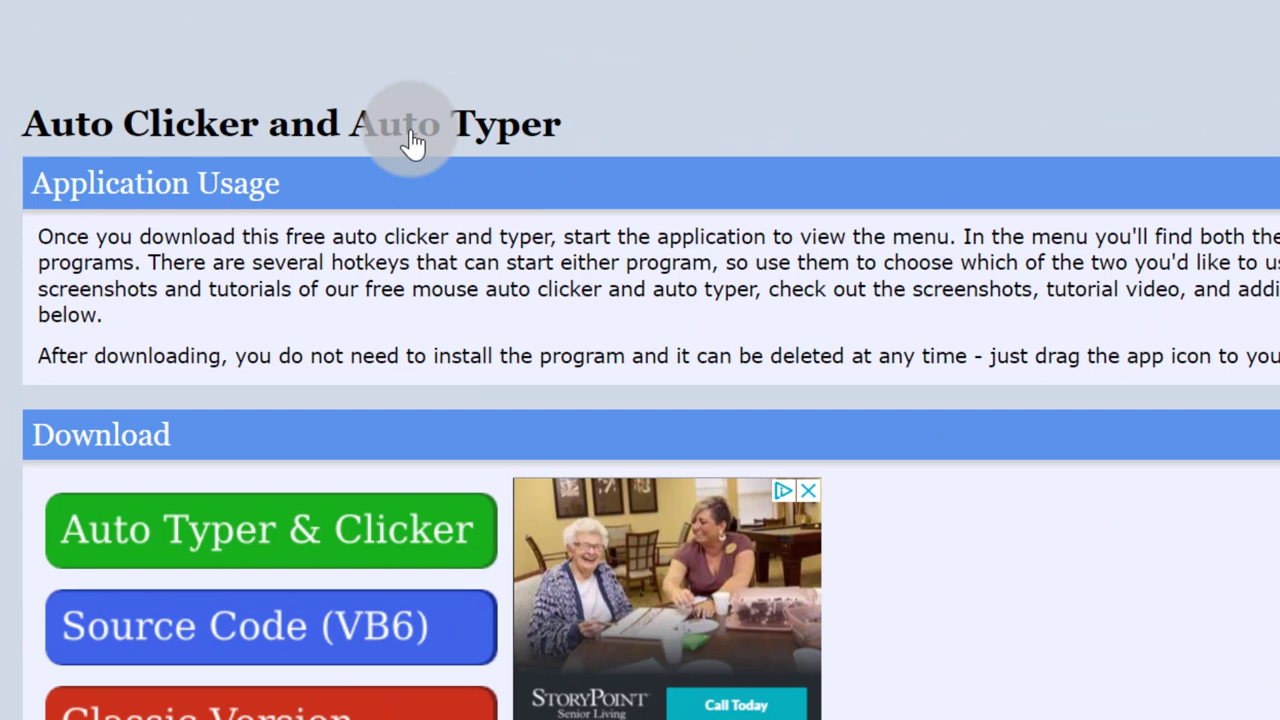 Auto Clicker and Auto Typer
Application Usage
Once you download this free auto clicker and typer, start the application to view the menu. In the menu you'll find both the
programs. There are several hotkeys that can start either program, so use them to choose which of the two you'd like to
screenshots and tutorials of our free mouse auto clicker and auto typer, check out the screenshots, tutorial video, and
below.
After downloading, you do not need to install the program and it can be deleted at any time - just drag the app icon to
Download
Auto Typer & Clicker
Source Code (VB6)
Classic Version
STORYPOINT
Senior Living
Call Today